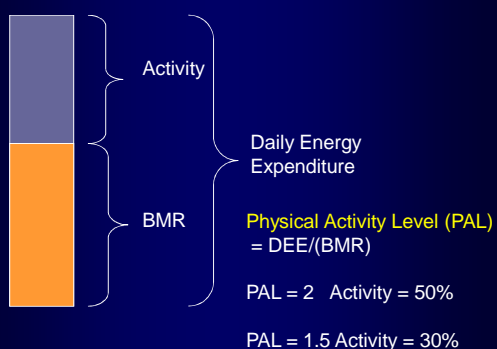 Activity
Daily Energy
Expenditure
BMR
Physical Activity Level (PAL)
= DEE/(BMR)
PAL = 2 Activity = 50%
PAL = 1.5 Activity = 30%